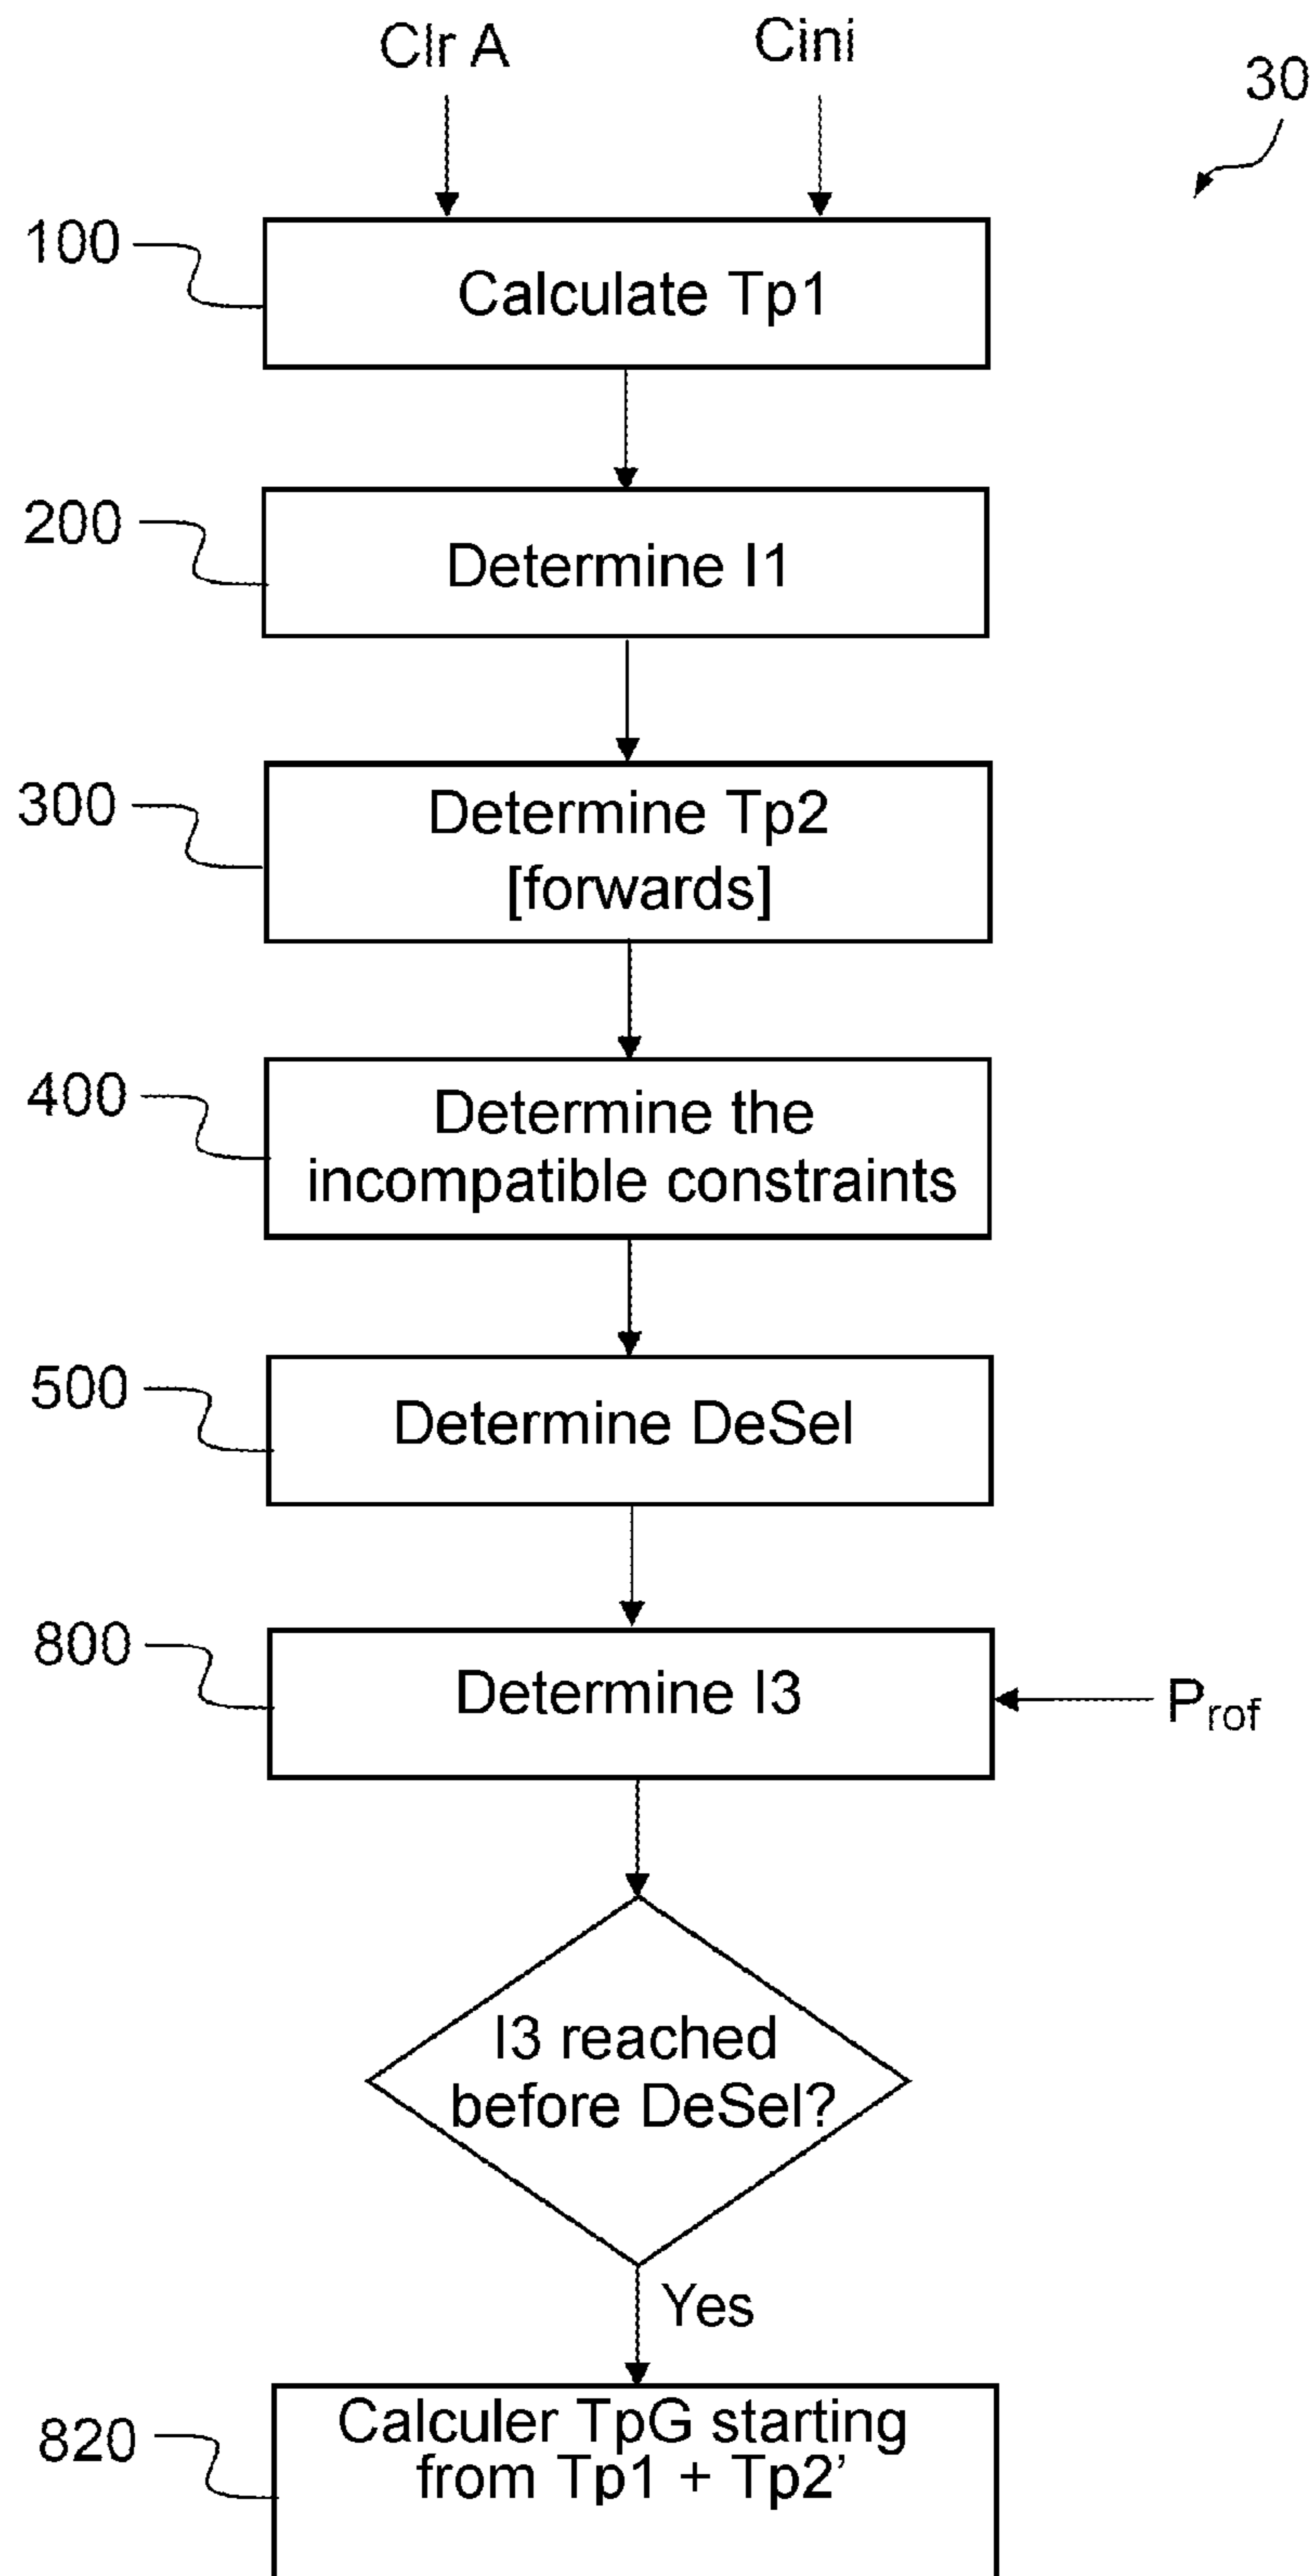 Clr A
Cini
30
100
Calculate Tp1
200
Determine I1
300
Determine Tp2
[forwards]
400
Determine the
incompatible constraints
500
Determine DeSel
800
Determine I3
Prof
I3 reached
before DeSel?
Yes
820
Calculer TpG starting
from Tp1 + Tp2’